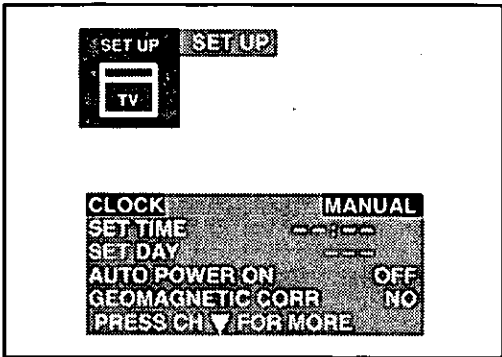 SET UP SET UP
TV
CLOCK MANUAL
SET TIME --:--
SET DAY ---
AUTO POWER ON OFF
GEOMAGNETIC CORR NO
PRESS CH ▼ FOR MORE